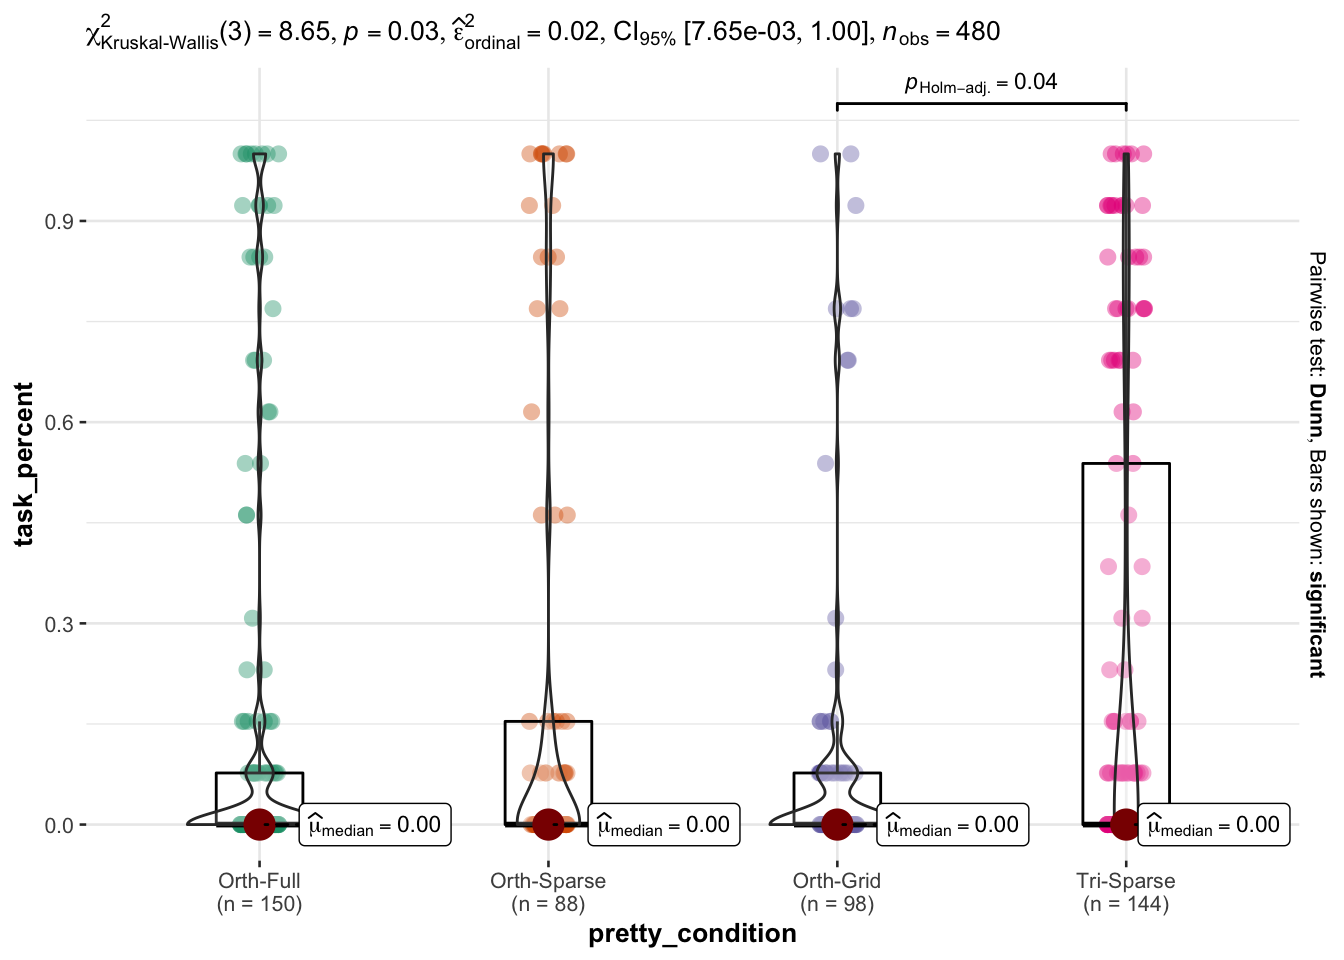 χ²Kruskal-Wallis(3) = 8.65, p = 0.03, ε̂²ordinal = 0.02, CI95% [7.65e-03, 1.00], nobs = 480
pHolm−adj. = 0.04
0.9
0.6
0.3
0.0
task_percent
μ̂median = 0.00
μ̂median = 0.00
μ̂median = 0.00
μ̂median = 0.00
Orth-Full
(n = 150)
Orth-Sparse
(n = 88)
Orth-Grid
(n = 98)
Tri-Sparse
(n = 144)
pretty_condition
Pairwise test: Dunn, Bars shown: significant